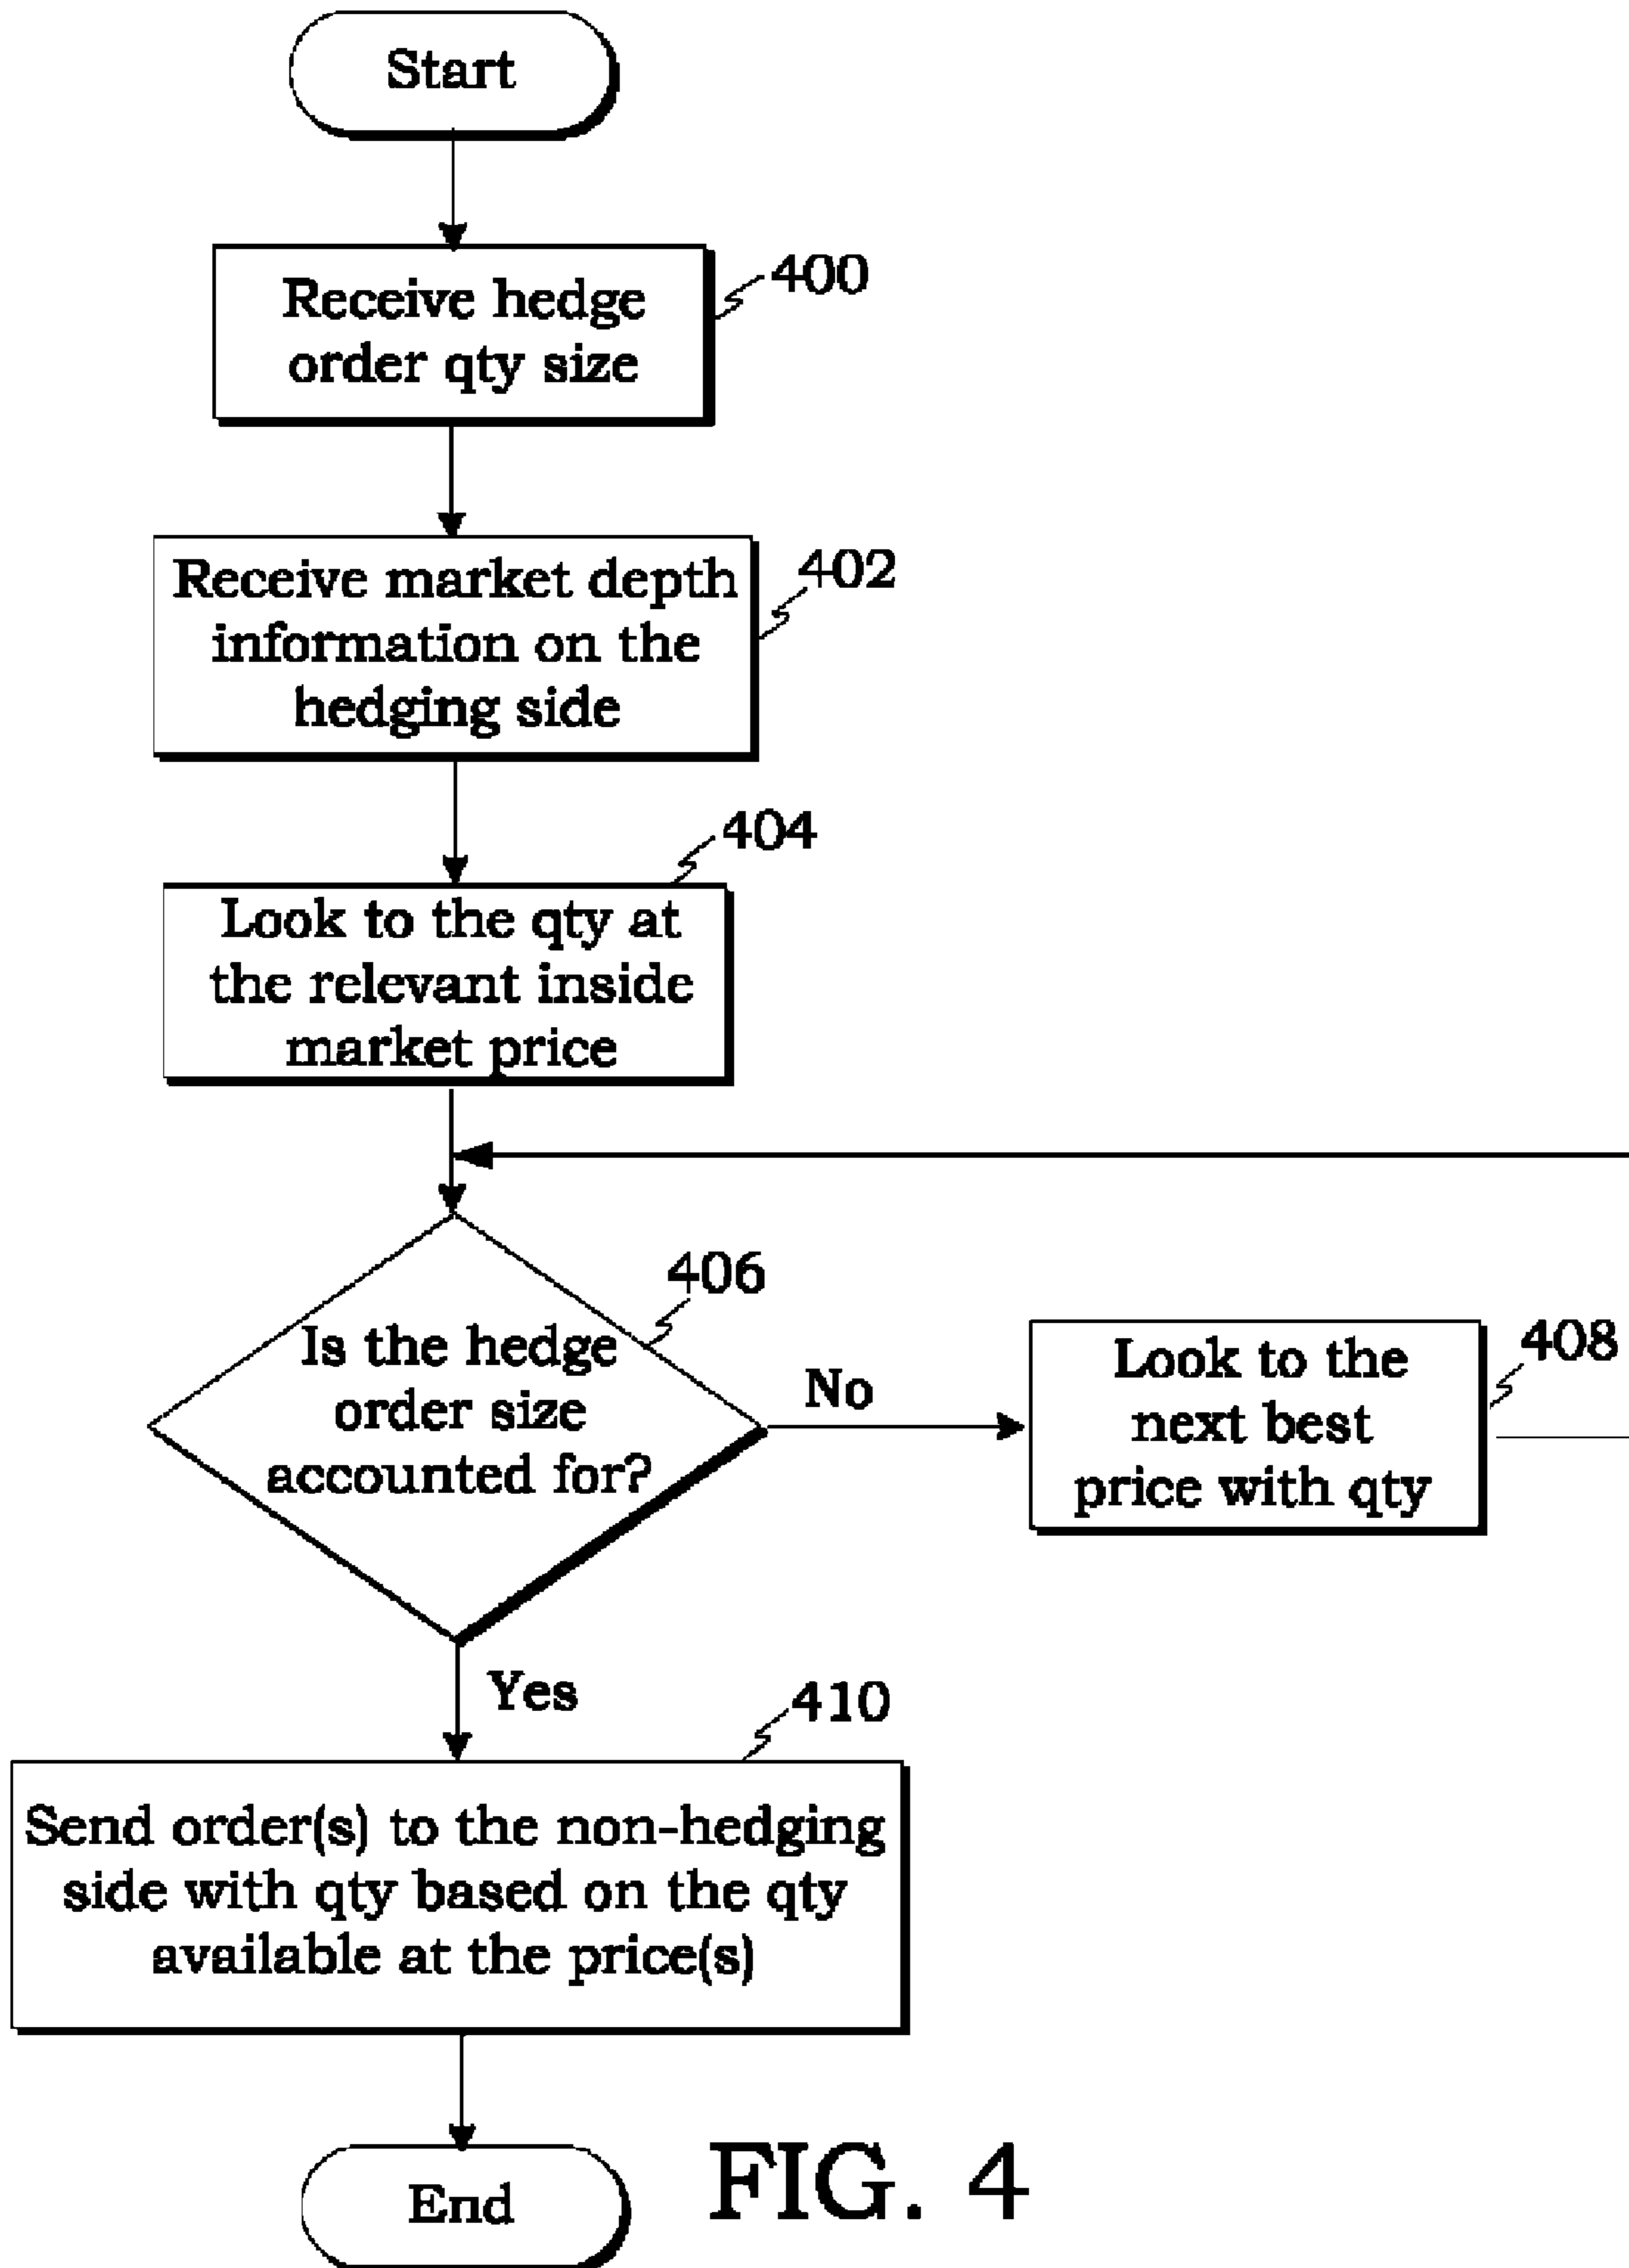 Start
400
Receive hedge
order qty size
402
Receive market depth
information on the
hedging side
404
Look to the qty at
the relevant inside
market price
406
Is the hedge
order size
accounted for?
No
408
Look to the
next best
price with qty
Yes
410
Send order(s) to the non-hedging
side with qty based on the qty
available at the price(s)
End
FIG. 4